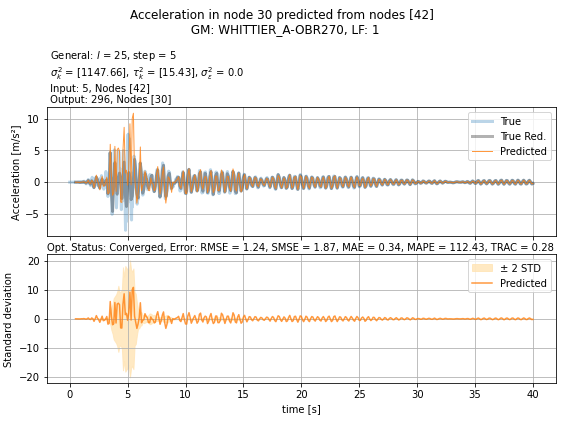 Acceleration in node 30 predicted from nodes [42]
GM: WHITTIER_A-OBR270, LF: 1
General: l = 25, step = 5
σ²ₖ = [1147.66], τ²ₖ = [15.43], σ²ε = 0.0
Input: 5, Nodes [42]
Output: 296, Nodes [30]
Acceleration [m/s²]
10
5
0
−5
True
True Red.
Predicted
Opt. Status: Converged, Error: RMSE = 1.24, SMSE = 1.87, MAE = 0.34, MAPE = 112.43, TRAC = 0.28
Standard deviation
20
10
0
−10
−20
± 2 STD
Predicted
0 5 10 15 20 25 30 35 40
time [s]